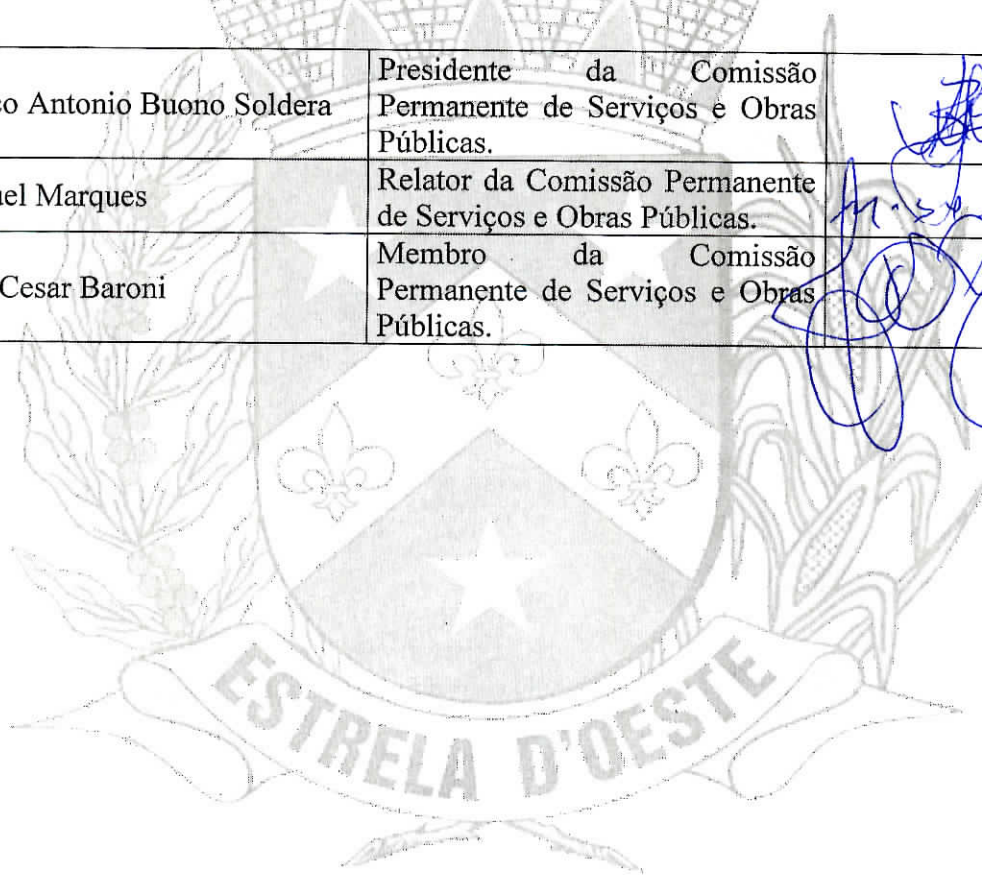 Presidente da Comissão
o Antonio Buono Soldera Permanente de Serviços e Obras
Públicas.
el Marques Relator da Comissão Permanente
de Serviços e Obras Públicas.
Membro da Comissão
Cesar Baroni Permanente de Serviços e Obras
Públicas.
ESTRELA D'OESTE